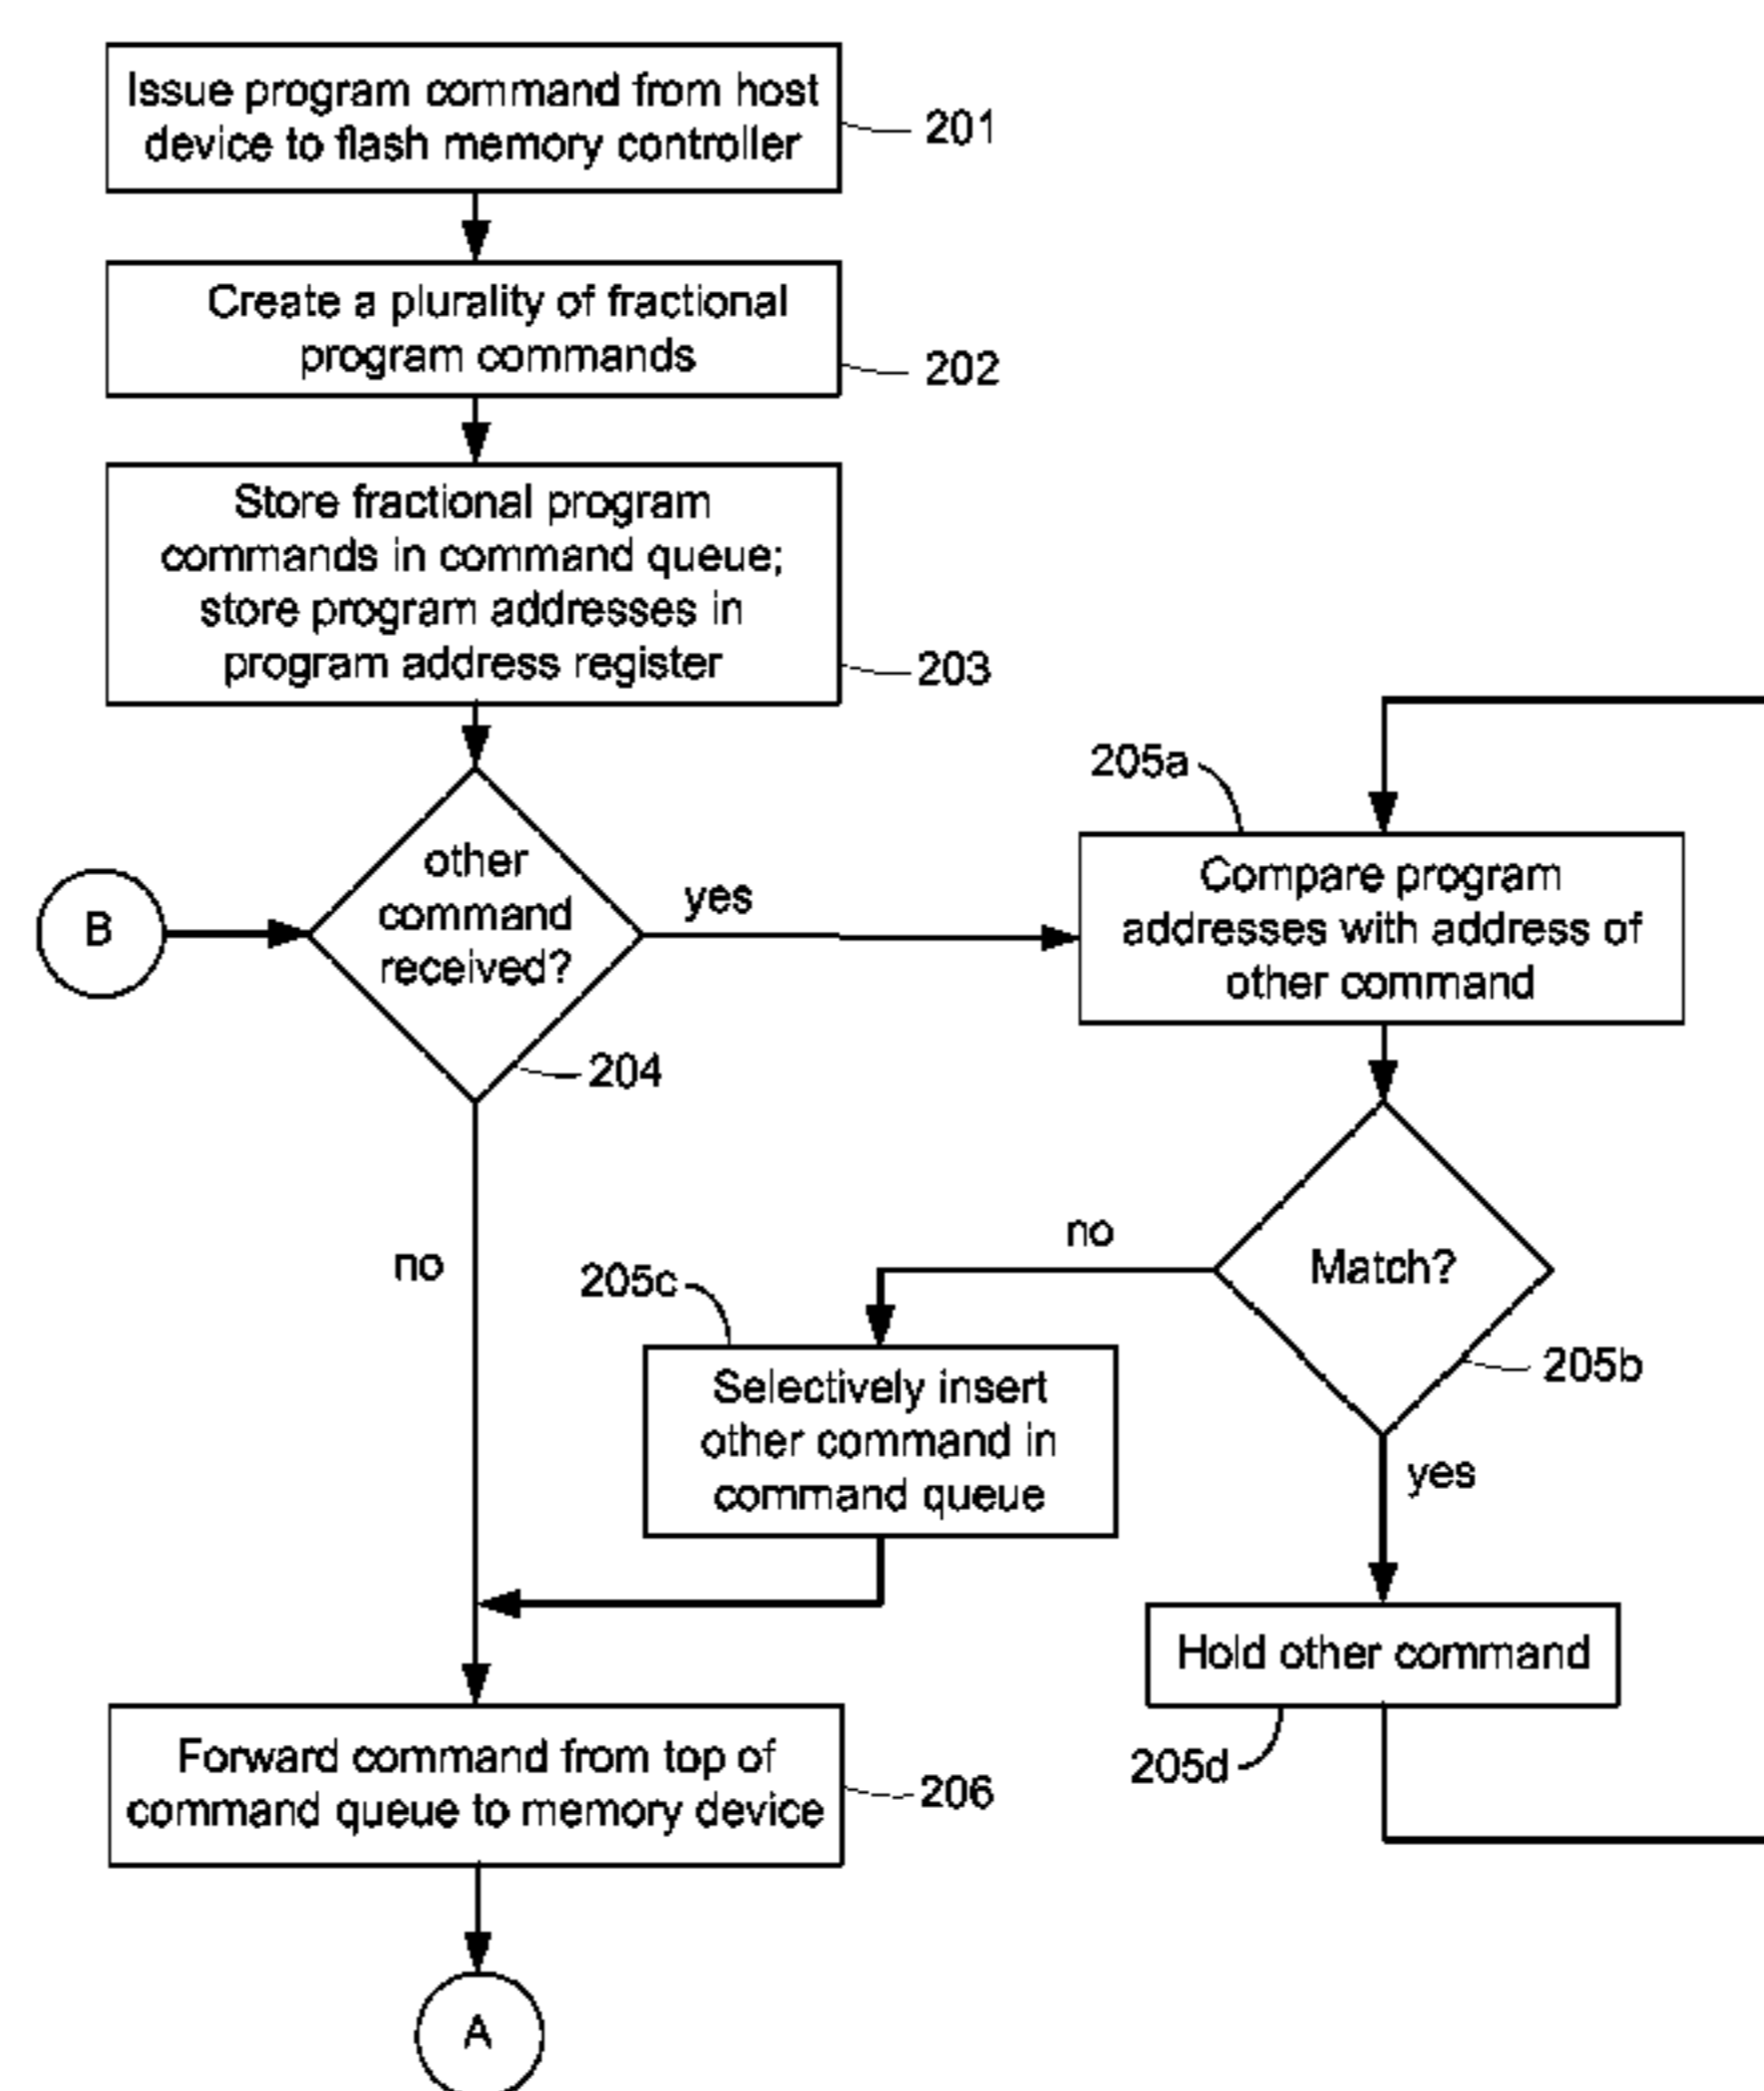 Issue program command from host
device to flash memory controller
201
Create a plurality of fractional
program commands
202
Store fractional program
commands in command queue;
store program addresses in
program address register
203
205a
B
other
command
received?
yes
204
Compare program
addresses with address of
other command
no
205c
Selectively insert
other command in
command queue
no
Match?
205b
yes
Hold other command
205d
Forward command from top of
command queue to memory device
206
A